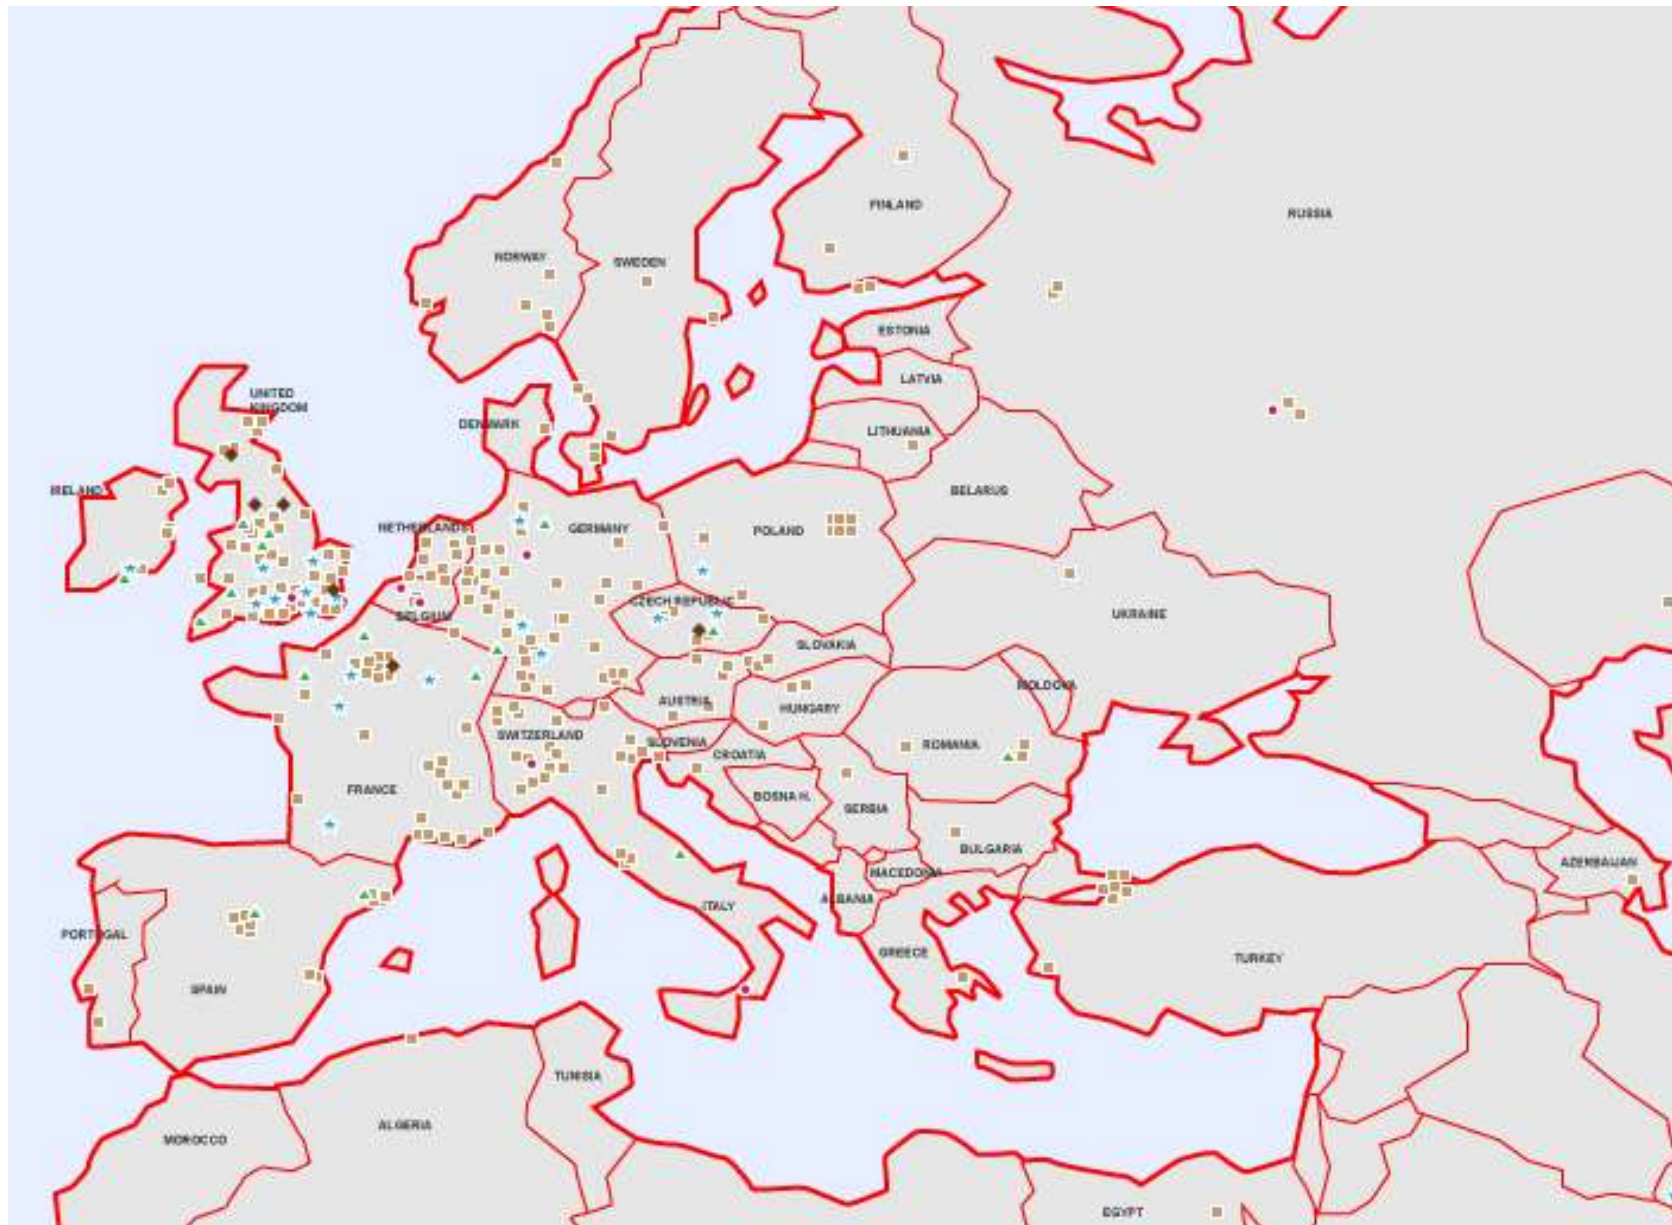 FINLAND
RUSSIA
NORWAY
SWEDEN
ESTONIA
LATVIA
UNITED
KINGDOM
DENMARK
LITHUANIA
IRELAND
BELARUS
NETHERLANDS
GERMANY
POLAND
CZECH REPUBLIC
BELGIUM
UKRAINE
SLOVAKIA
MOLDOVA
AUSTRIA
HUNGARY
SWITZERLAND
SLOVENIA
ROMANIA
CROATIA
FRANCE
BOSNA H.
SERBIA
BULGARIA
AZERBAIJAN
MACEDONIA
ALBANIA
ITALY
PORTUGAL
GREECE
TURKEY
SPAIN
TUNISIA
ALGERIA
MOROCCO
EGYPT